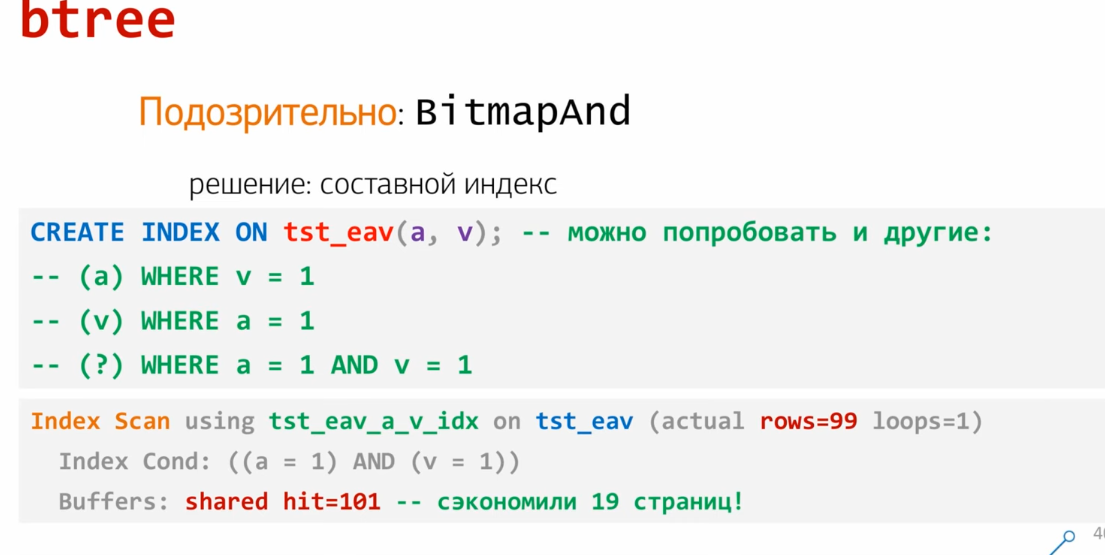 btree
Подозрительно: BitmapAnd
решение: составной индекс
CREATE INDEX ON tst_eav(a, v); -- можно попробовать и другие:
-- (a) WHERE v = 1
-- (v) WHERE a = 1
-- (?) WHERE a = 1 AND v = 1
Index Scan using tst_eav_a_v_idx on tst_eav (actual rows=99 loops=1)
Index Cond: ((a = 1) AND (v = 1))
Buffers: shared hit=101 -- сэкономили 19 страниц!